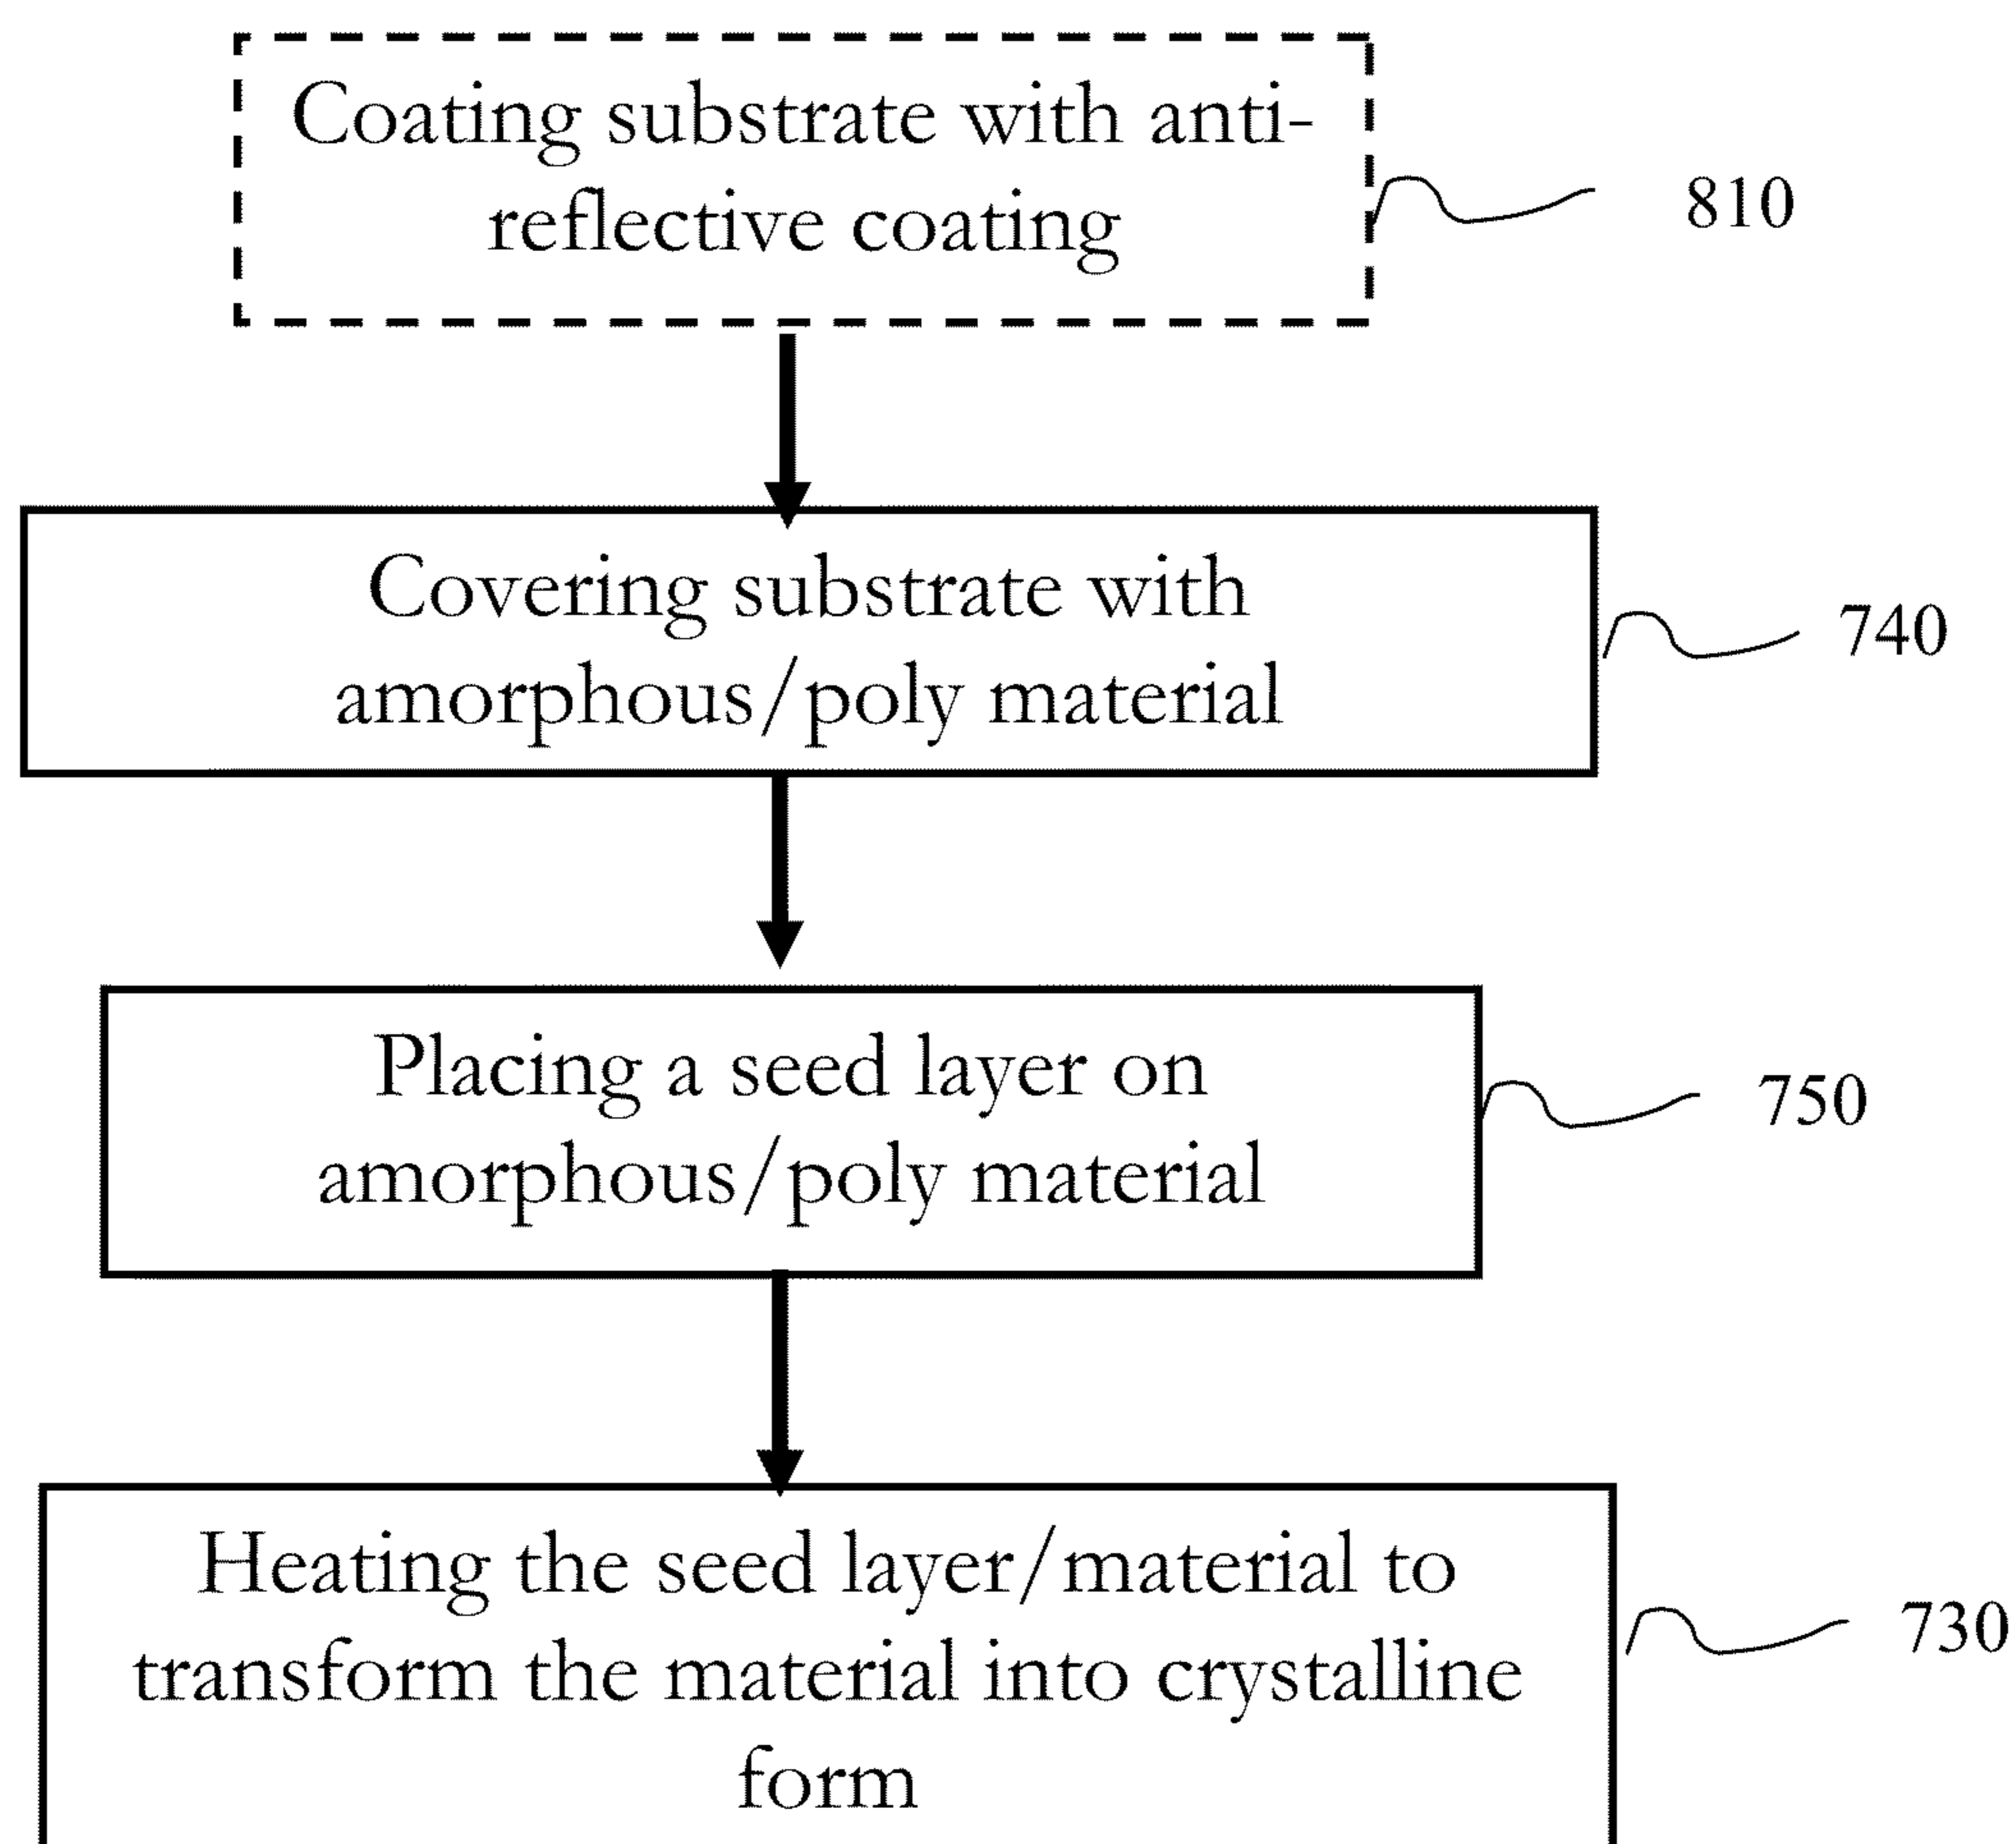 Coating substrate with anti-
reflective coating
810
Covering substrate with
amorphous/poly material
740
Placing a seed layer on
amorphous/poly material
750
Heating the seed layer/material to
transform the material into crystalline
form
730